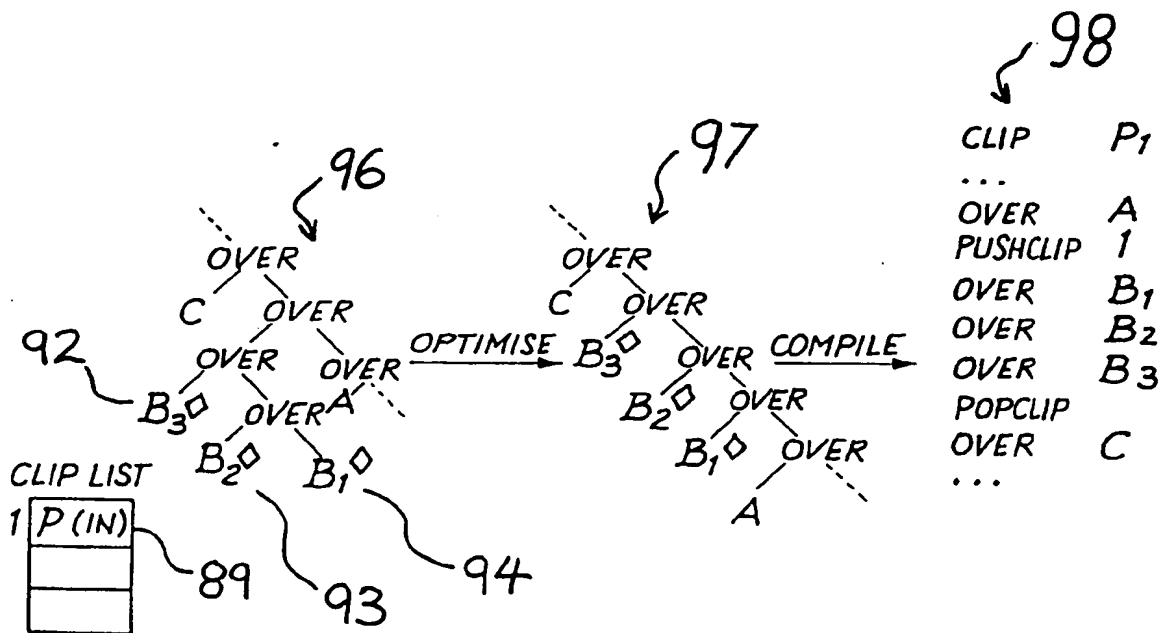 98
CLIP P1
...
OVER A
PUSHCLIP 1
OVER B1
OVER B2
OVER B3
POPCLIP
OVER C
...
96
OVER
C OVER
OVER OVER
92
B3◇ OVER A
B2◇ B1◇
93
94
CLIP LIST
1 P (IN)
89
OPTIMISE
97
OVER
C OVER
B3◇ OVER
B2◇ OVER
B1◇ OVER
A
COMPILE